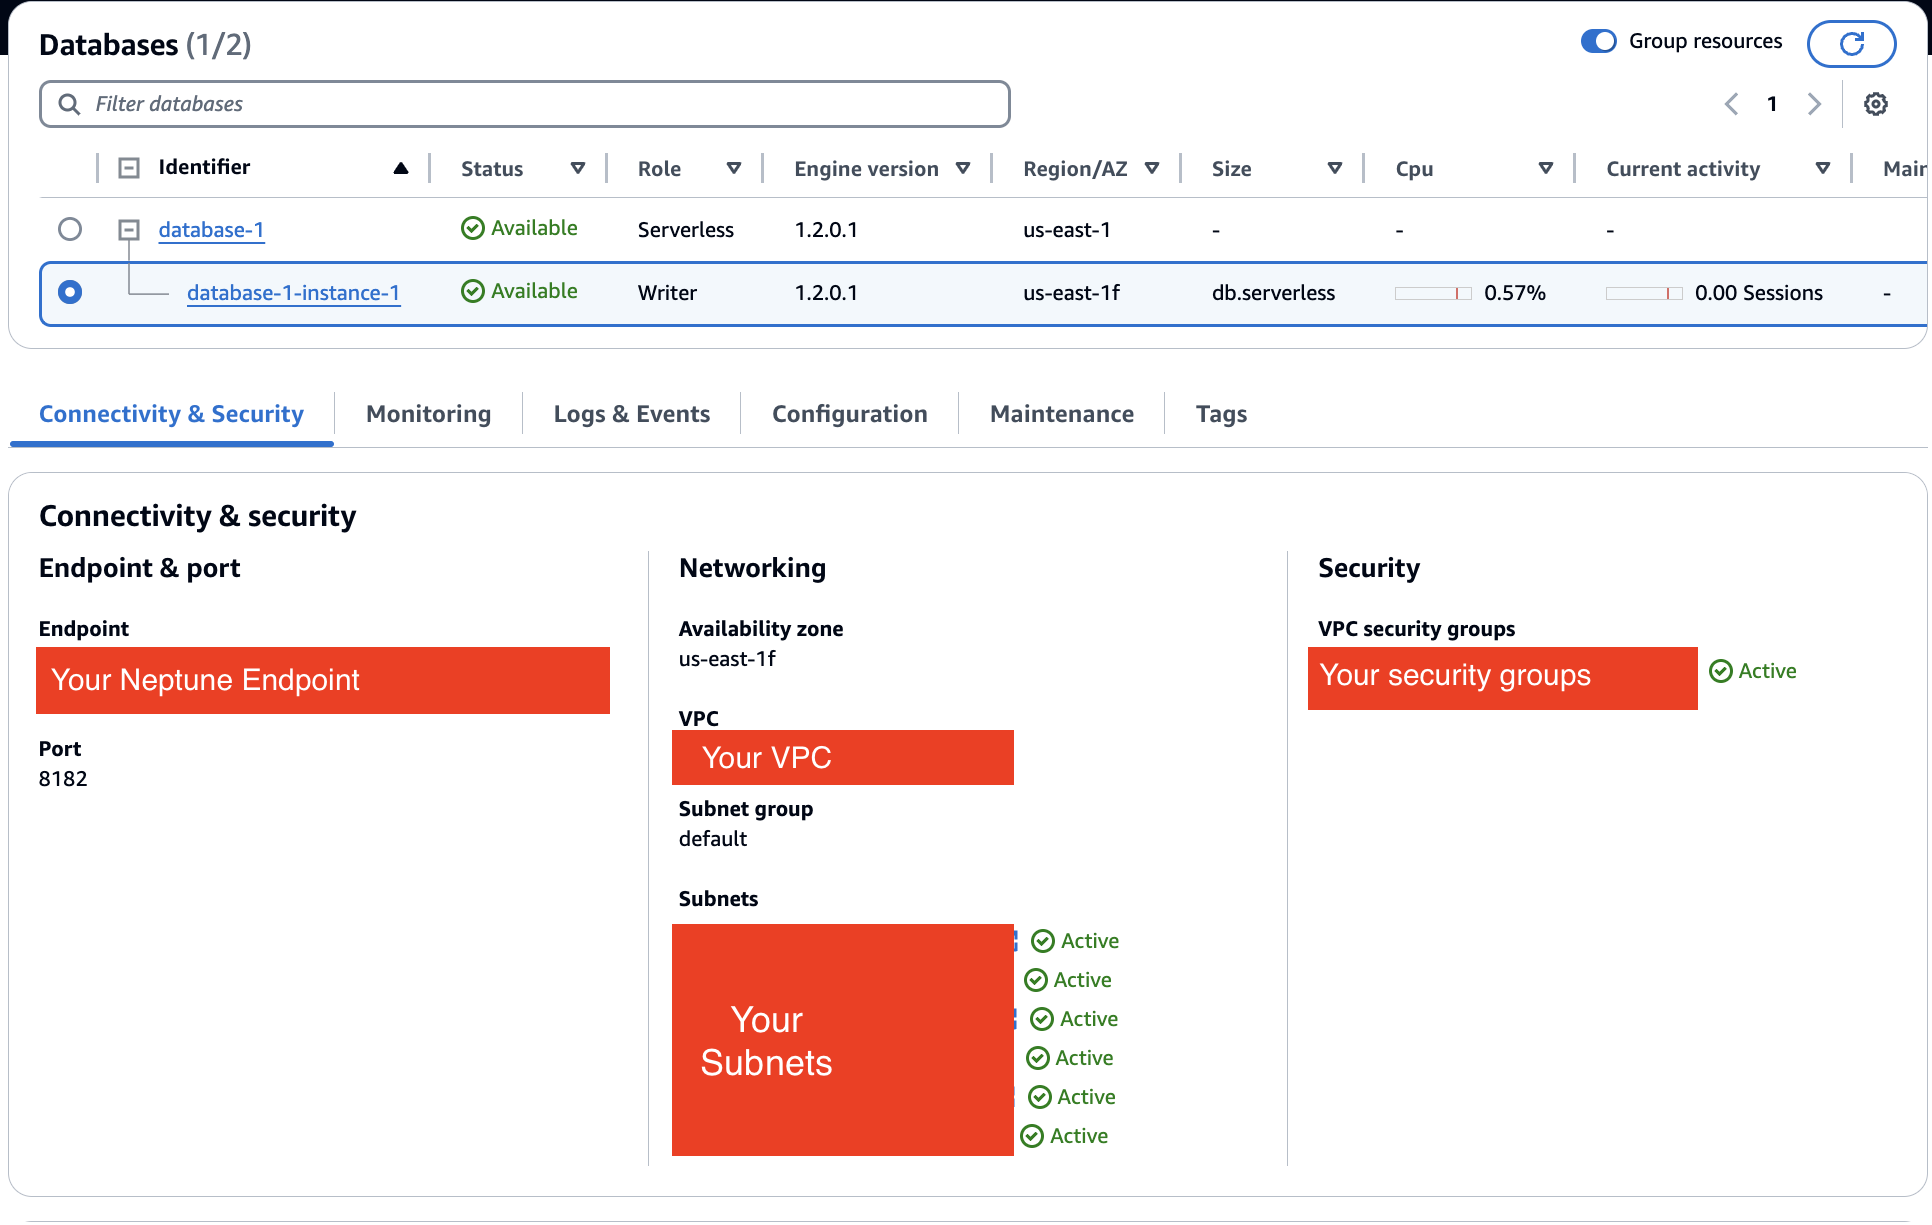 Databases (1/2)
Group resources
Filter databases
1
Identifier Status Role Engine version Region/AZ Size Cpu Current activity
database-1 Available Serverless 1.2.0.1 us-east-1 - - -
database-1-instance-1 Available Writer 1.2.0.1 us-east-1f db.serverless 0.57% 0.00 Sessions -
Connectivity & Security Monitoring Logs & Events Configuration Maintenance Tags
Connectivity & security
Endpoint & port
Endpoint
Your Neptune Endpoint
Port
8182
Networking
Availability zone
us-east-1f
VPC
Your VPC
Subnet group
default
Subnets
Your
Subnets
Active
Active
Active
Active
Active
Active
Security
VPC security groups
Your security groups Active